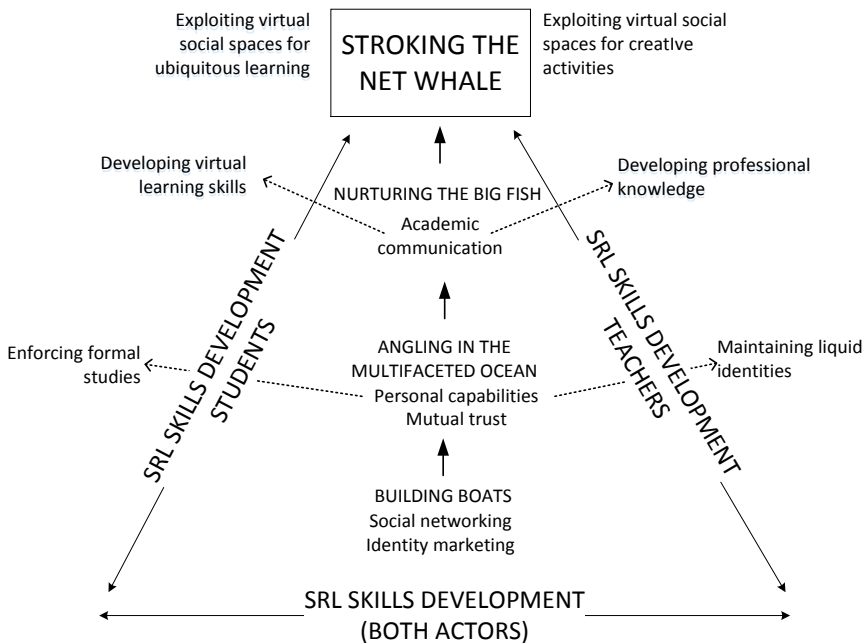 Exploiting virtual
social spaces for
ubiquitous learning
STROKING THE
NET WHALE
Exploiting virtual social
spaces for creative
activities
Developing virtual
learning skills
NURTURING THE BIG FISH
Academic
communication
Developing professional
knowledge
SRL SKILLS DEVELOPMENT
STUDENTS
SRL SKILLS DEVELOPMENT
TEACHERS
Enforcing formal
studies
ANGLING IN THE
MULTIFACETED OCEAN
Personal capabilities
Mutual trust
Maintaining liquid
identities
BUILDING BOATS
Social networking
Identity marketing
SRL SKILLS DEVELOPMENT
(BOTH ACTORS)